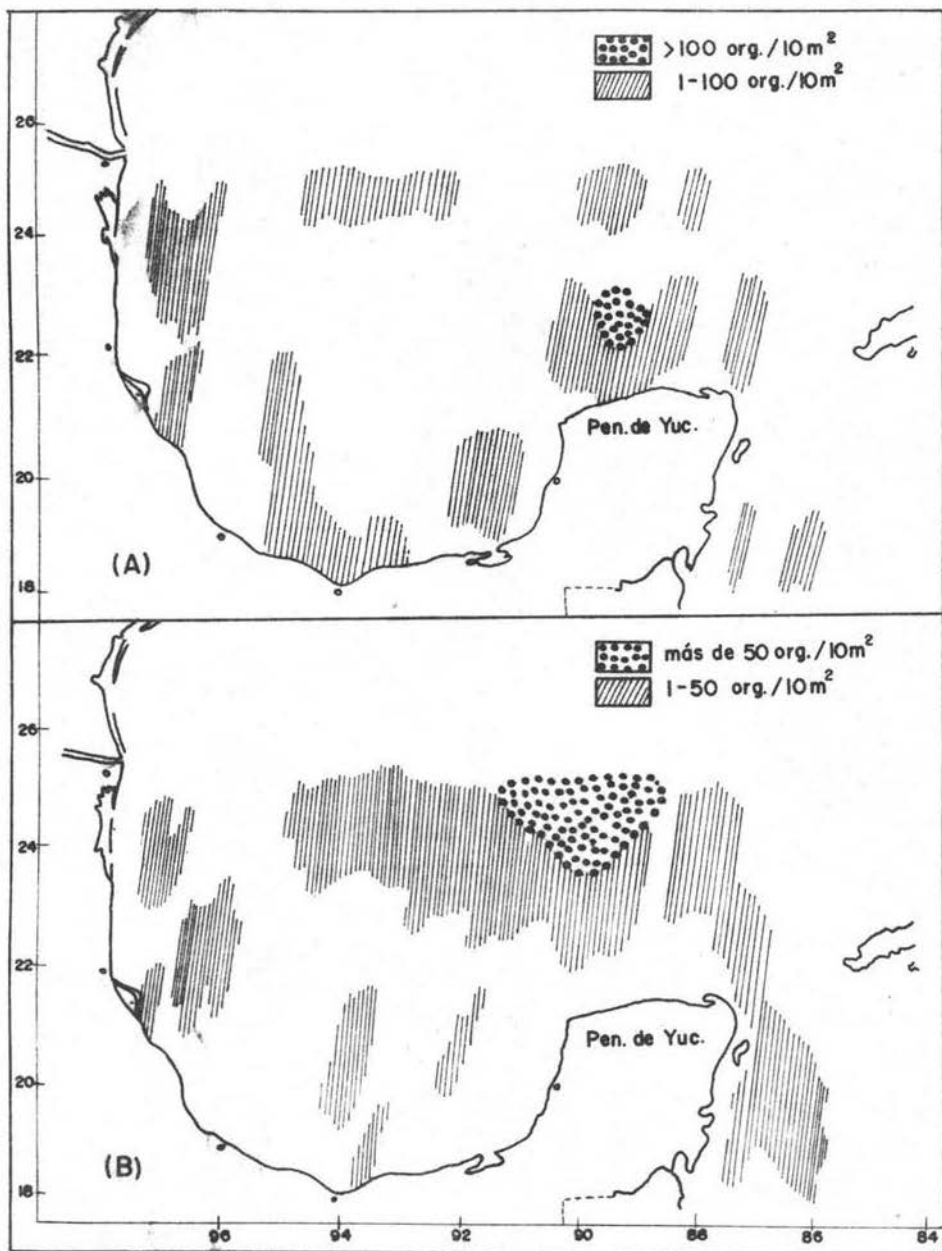 >100 org./10m²
1-100 org./10m²
26
24
22
Pen. de Yuc.
20
(A)
18
más de 50 org./10m²
1-50 org./10m²
26
24
22
Pen. de Yuc.
20
(B)
18
96 94 92 90 88 86 84